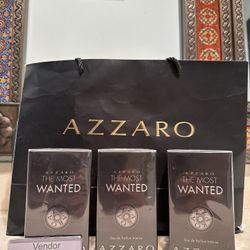 AZZARO
AZZARO
THE MOST
WANTED
Eau de Parfum Intense
AZZARO
THE MOST
WANTED
Eau de Parfum Intense
AZZARO
THE MOST
WANTED
Eau de Parfum Intense
Vendor